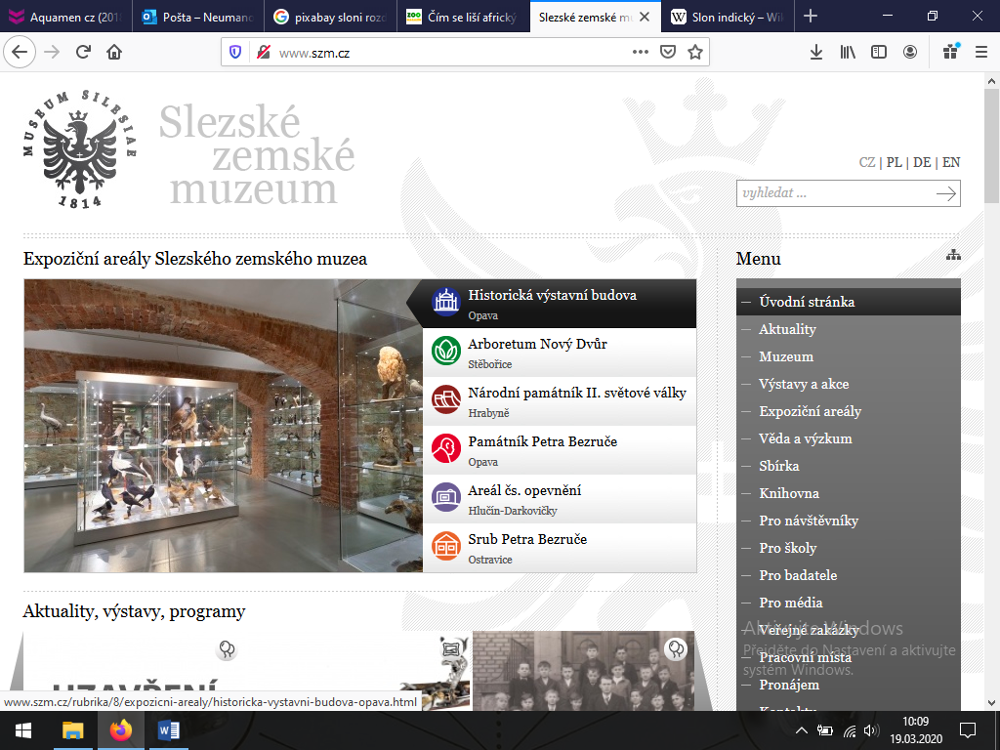 Aquamen cz (201
Pošta – Neumano
pixabay sloni rozd
Čím se liší africký
Slezské zemské mu
Slon indický – Wik
www.szm.cz
MUSEUM SILESIAE
1814
Slezské
zemské
muzeum
CZ | PL | DE | EN
vyhledat ...
Expoziční areály Slezského zemského muzea
Historická výstavní budova
Opava
Arboretum Nový Dvůr
Stěbořice
Národní památník II. světové války
Hrabyně
Památník Petra Bezruče
Opava
Areál čs. opevnění
Hlučín-Darkovičky
Srub Petra Bezruče
Ostravice
Menu
Úvodní stránka
Aktuality
Muzeum
Výstavy a akce
Expoziční areály
Věda a výzkum
Sbírka
Knihovna
Pro návštěvníky
Pro školy
Pro badatele
Pro média
Veřejné zakázky
Pracovní místa
Pronájem
Kontakty
Aktuality, výstavy, programy
UZAVŘENÍ
Aktivujte Windows
Přejděte do Nastavení a aktivujte
systém Windows.
www.szm.cz/rubrika/8/expozicni-arealy/historicka-vystavni-budova-opava.html
10:09
19.03.2020